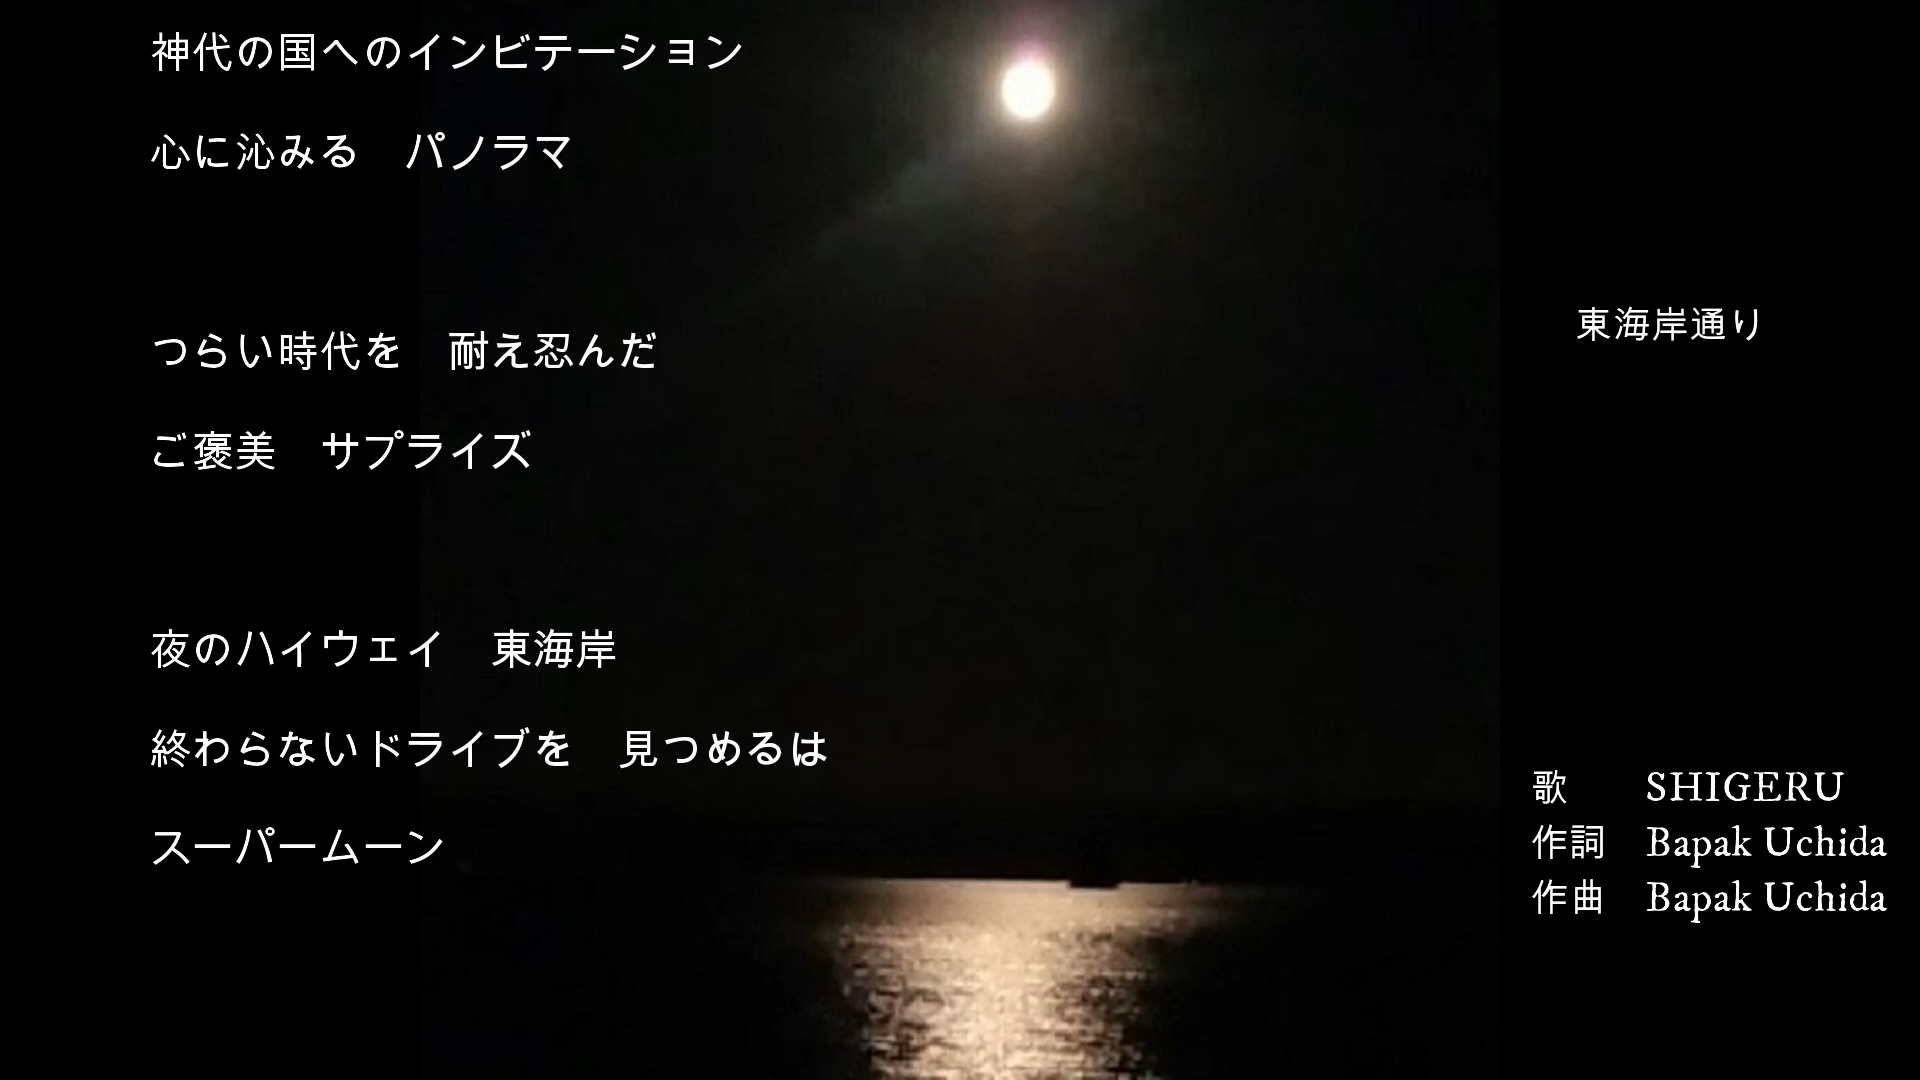 神代の国へのインビテーション
心に沁みる　パノラマ
つらい時代を　耐え忍んだ
ご褒美　サプライズ
夜のハイウェイ　東海岸
終わらないドライブを　見つめるは
スーパームーン
東海岸通り
歌　　SHIGERU
作詞　Bapak Uchida
作曲　Bapak Uchida